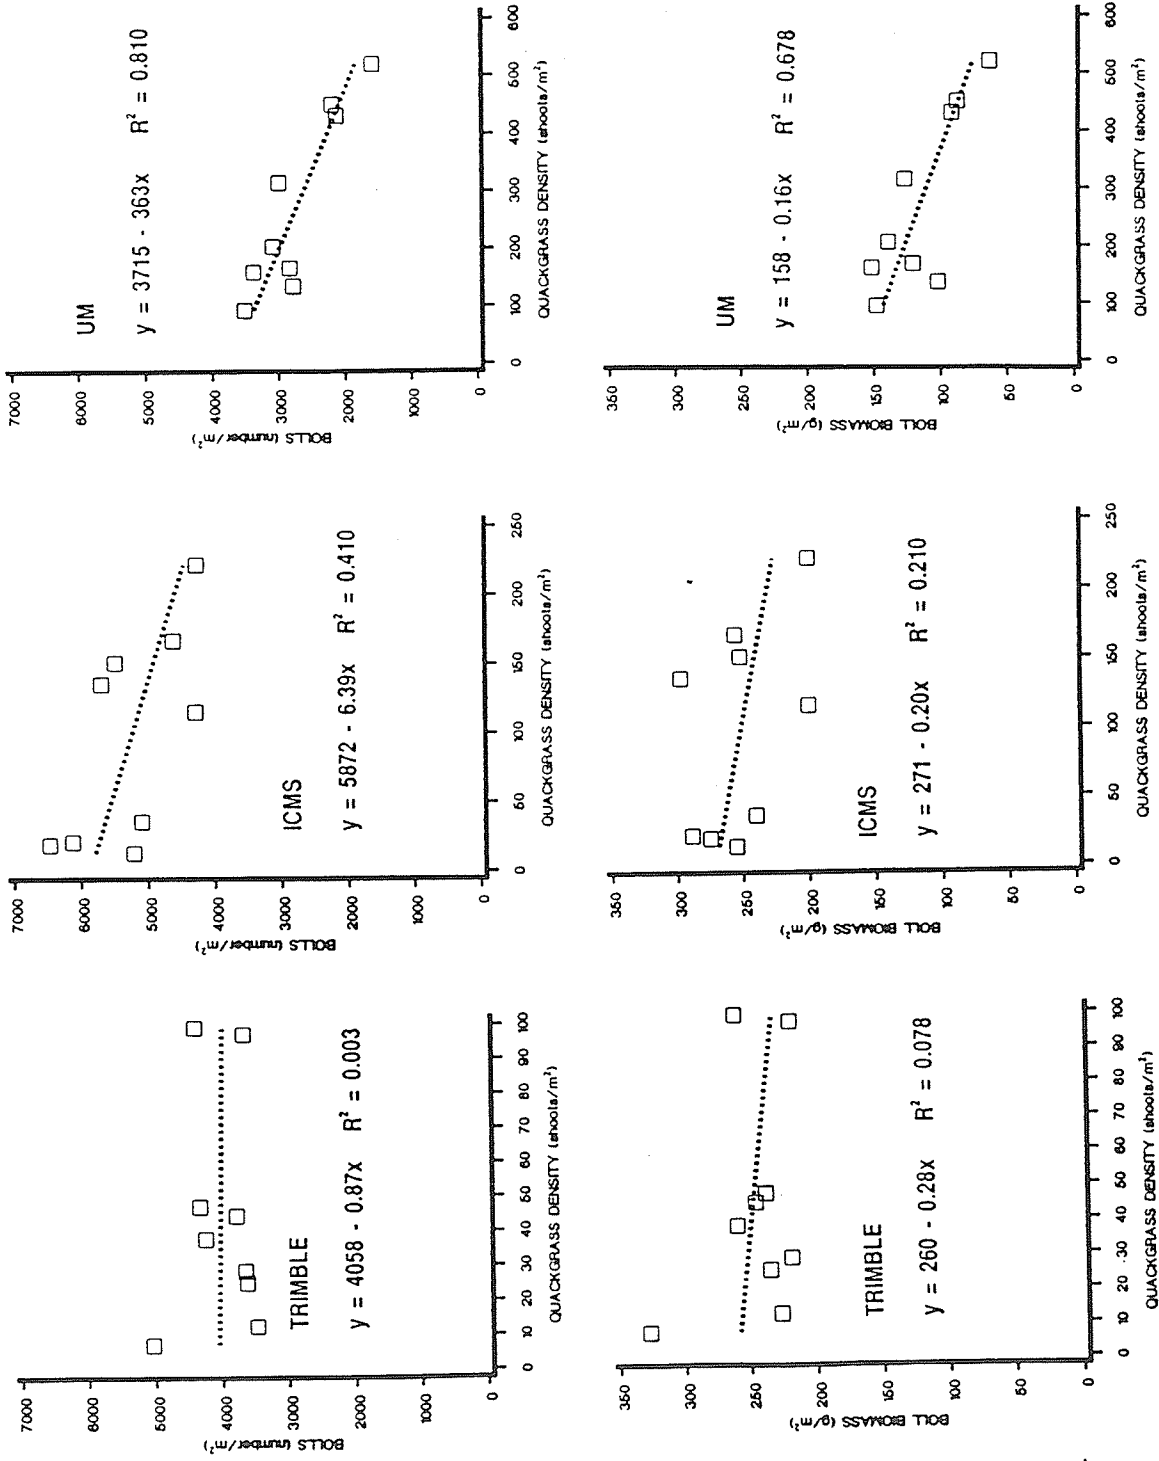 7000
6000
5000
4000
3000
2000
1000
0
BOLLS (number/m²)
TRIMBLE
y = 4058 - 0.87x R² = 0.003
0 10 20 30 40 50 60 70 80 90 100
QUACKGRASS DENSITY (shoots/m²)
7000
6000
5000
4000
3000
2000
1000
0
BOLLS (number/m²)
ICMS
y = 5872 - 6.39x R² = 0.410
0 50 100 150 200 250
QUACKGRASS DENSITY (shoots/m²)
7000
6000
5000
4000
3000
2000
1000
0
BOLLS (number/m²)
UM
y = 3715 - 363x R² = 0.810
0 100 200 300 400 500 600
QUACKGRASS DENSITY (shoots/m²)
350
300
250
200
150
100
50
0
BOLL BIOMASS (g/m²)
TRIMBLE
y = 260 - 0.28x R² = 0.078
0 10 20 30 40 50 60 70 80 90 100
QUACKGRASS DENSITY (shoots/m²)
350
300
250
200
150
100
50
0
BOLL BIOMASS (g/m²)
ICMS
y = 271 - 0.20x R² = 0.210
0 50 100 150 200 250
QUACKGRASS DENSITY (shoots/m²)
350
300
250
200
150
100
50
0
BOLL BIOMASS (g/m²)
UM
y = 158 - 0.16x R² = 0.678
0 100 200 300 400 500 600
QUACKGRASS DENSITY (shoots/m²)